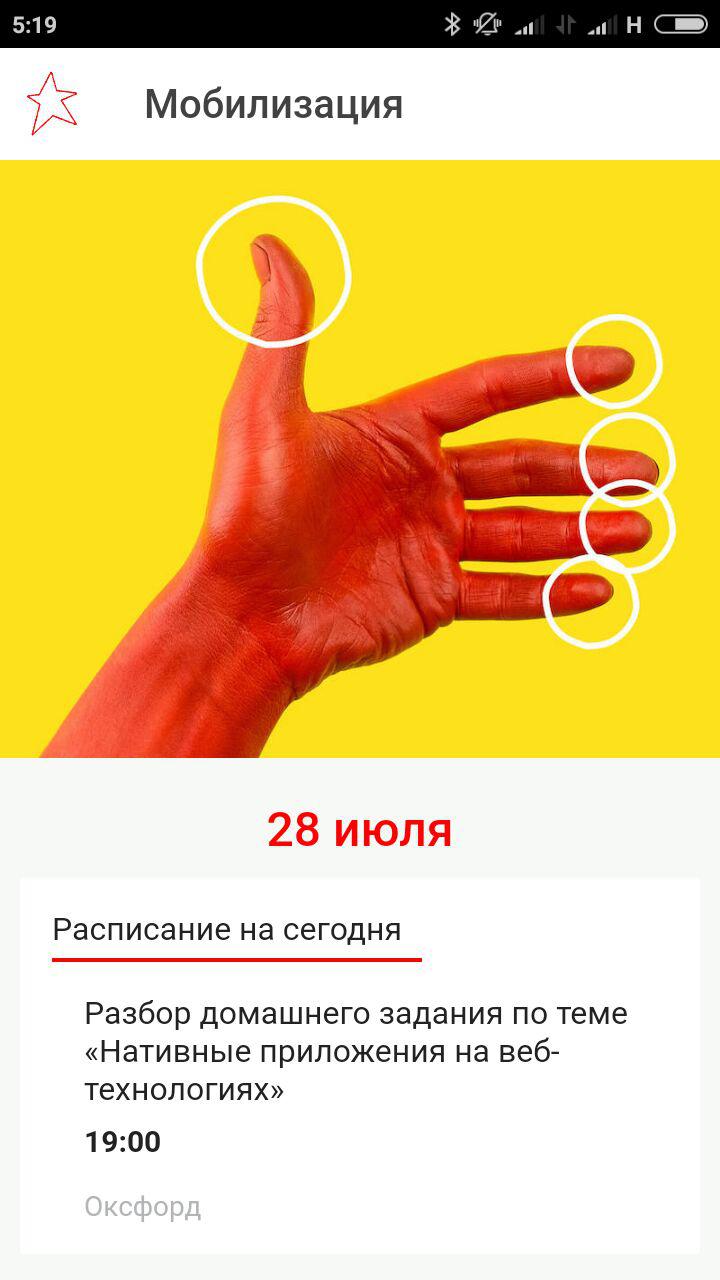 5:19
H
Мобилизация
28 июля
Расписание на сегодня
Разбор домашнего задания по теме
«Нативные приложения на веб-
технологиях»
19:00
Оксфорд